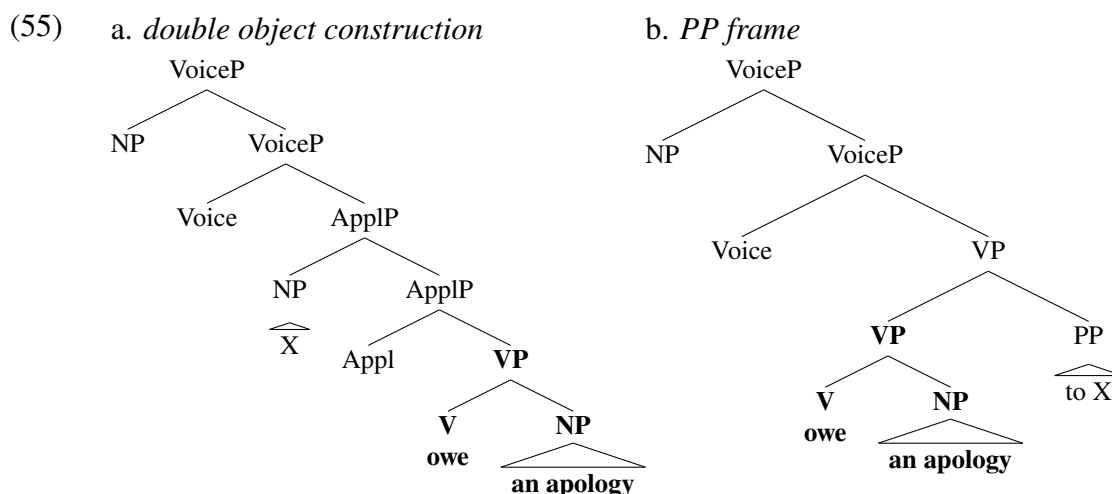 (55) a. double object construction b. PP frame
VoiceP VoiceP
NP VoiceP NP VoiceP
Voice ApplP Voice VP
NP ApplP VP PP
X Appl VP V NP to X
V NP owe an apology
owe an apology